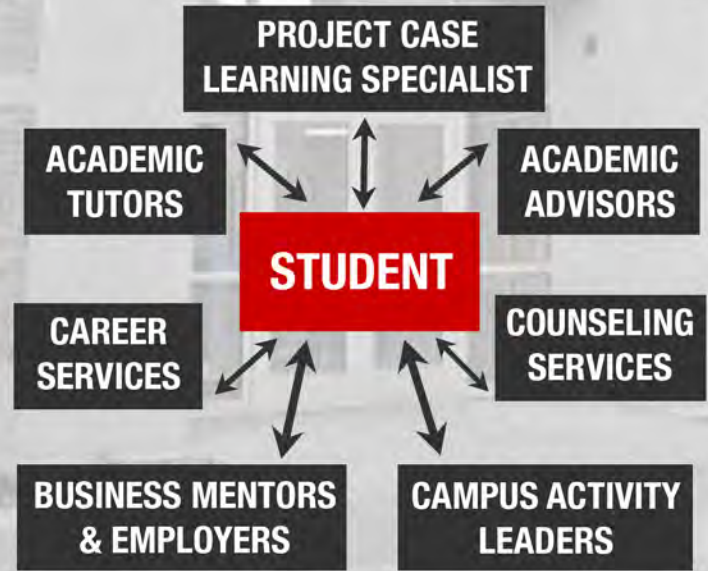 PROJECT CASE
LEARNING SPECIALIST
ACADEMIC
TUTORS
ACADEMIC
ADVISORS
STUDENT
CAREER
SERVICES
COUNSELING
SERVICES
BUSINESS MENTORS
& EMPLOYERS
CAMPUS ACTIVITY
LEADERS